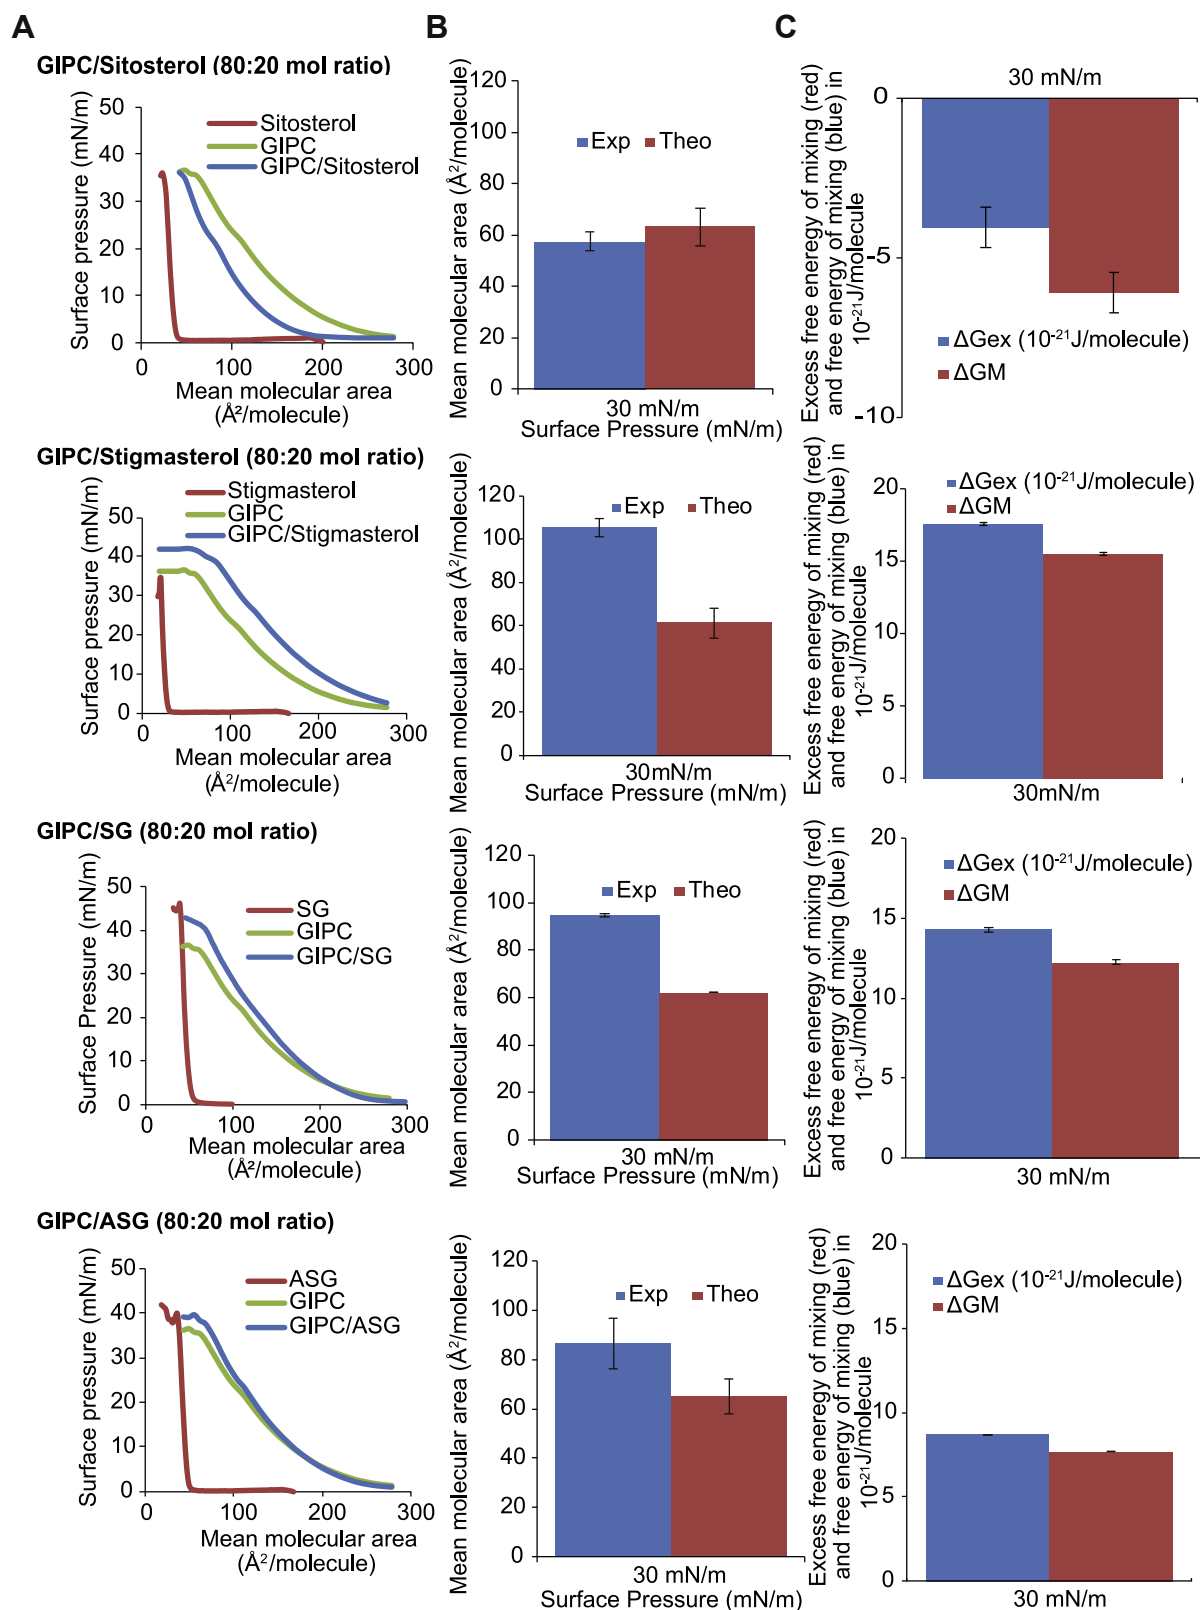 A
B
C
GIPC/Sitosterol (80:20 mol ratio)
Surface pressure (mN/m)
50
40
30
20
10
0
Sitosterol
GIPC
GIPC/Sitosterol
0
100
200
300
Mean molecular area
(Å²/molecule)
Mean molecular area (Å²/molecule)
120
100
80
60
40
20
0
Exp
Theo
30 mN/m
Surface Pressure (mN/m)
Excess free eneregy of mixing (red)
and free energy of mixing (blue) in
10⁻²¹J/molecule
30 mN/m
0
-5
-10
ΔGex (10⁻²¹J/molecule)
ΔGM
GIPC/Stigmasterol (80:20 mol ratio)
Surface pressure (mN/m)
50
40
30
20
10
0
Stigmasterol
GIPC
GIPC/Stigmasterol
0
100
200
300
Mean molecular area
(Å²/molecule)
Mean molecular area (Å²/molecule)
120
100
80
60
40
20
0
Exp
Theo
30mN/m
Surface Pressure (mN/m)
Excess free eneregy of mixing (red)
and free energy of mixing (blue) in
10⁻²¹J/molecule
20
15
10
5
0
ΔGex (10⁻²¹J/molecule)
ΔGM
30mN/m
GIPC/SG (80:20 mol ratio)
Surface Pressure (mN/m)
50
40
30
20
10
0
SG
GIPC
GIPC/SG
0
100
200
300
Mean molecular area
(Å²/molecule)
Mean molecular area (Å²/molecule)
120
100
80
60
40
20
0
Exp
Theo
30 mN/m
Surface Pressure (mN/m)
Excess free eneregy of mixing (red)
and free energy of mixing (blue) in
10⁻²¹J/molecule
20
15
10
5
0
ΔGex (10⁻²¹J/molecule)
ΔGM
30 mN/m
GIPC/ASG (80:20 mol ratio)
Surface pressure (mN/m)
50
40
30
20
10
0
ASG
GIPC
GIPC/ASG
0
100
200
300
Mean molecular area
(Å²/molecule)
Mean molecular area (Å²/molecule)
120
100
80
60
40
20
0
Exp
Theo
30 mN/m
Surface Pressure (mN/m)
Excess free eneregy of mixing (red)
and free energy of mixing (blue) in
10⁻²¹J/molecule
20
15
10
5
0
ΔGex (10⁻²¹J/molecule)
ΔGM
30 mN/m